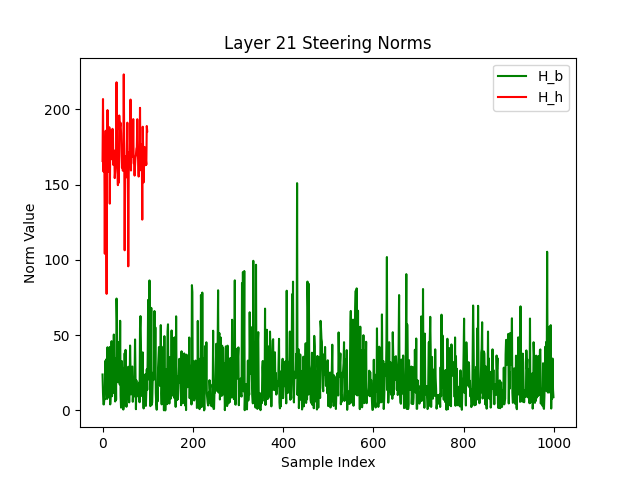 Layer 21 Steering Norms
H_b
H_h
Norm Value
200
150
100
50
0
0 200 400 600 800 1000
Sample Index